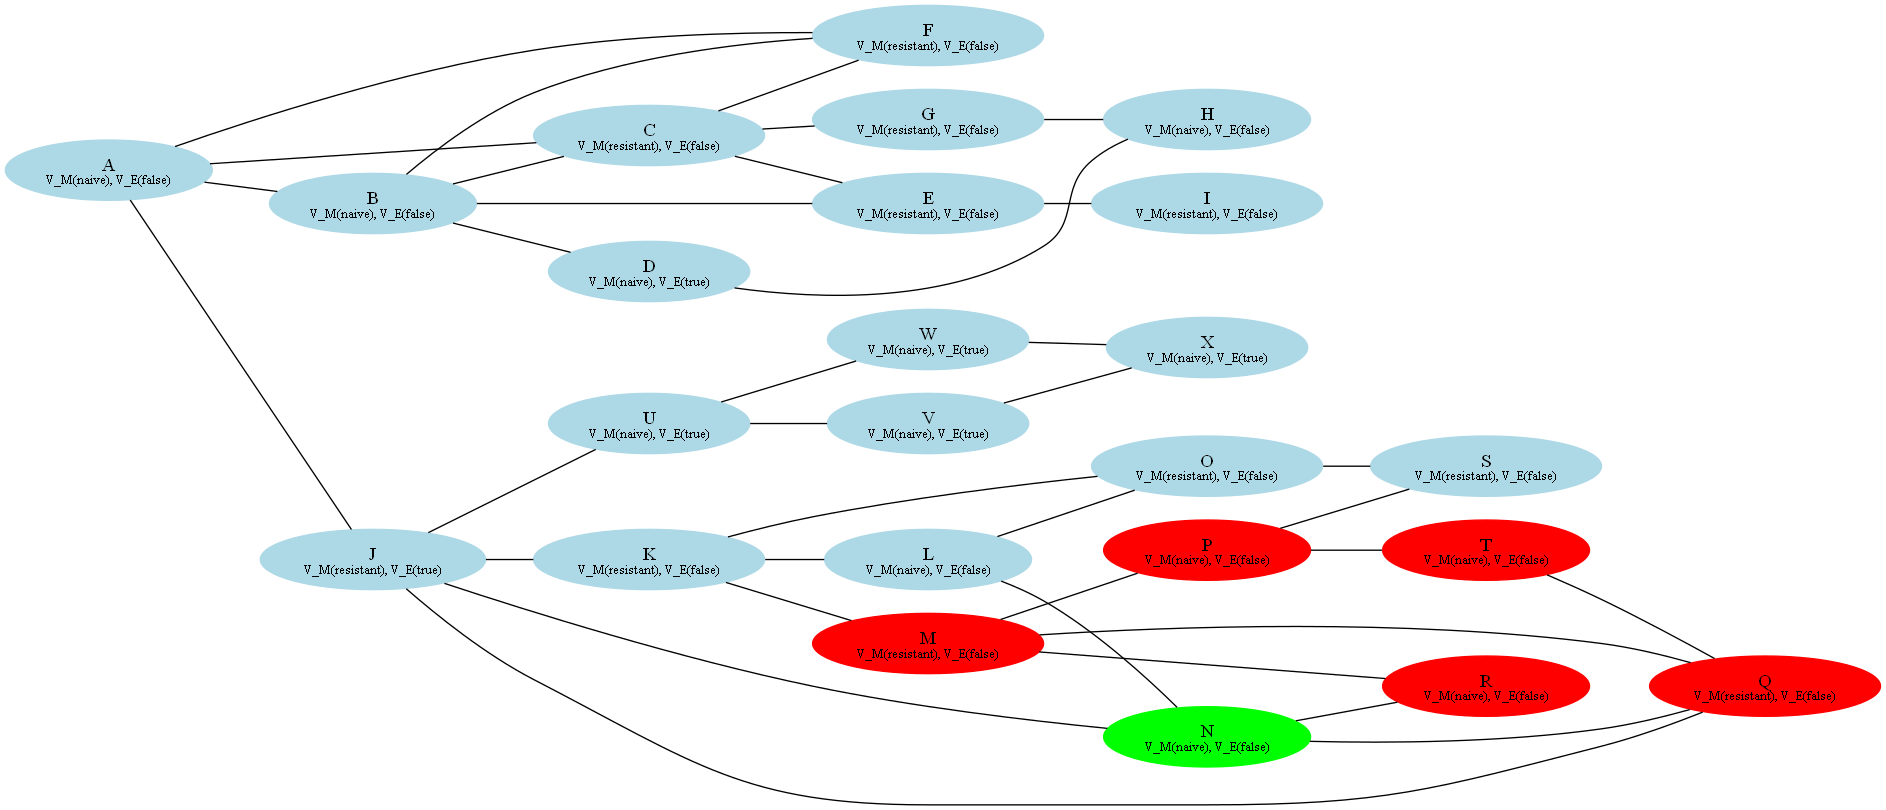 F
V_M(resistant), V_E(false)
G
V_M(resistant), V_E(false)
H
V_M(naive), V_E(false)
C
V_M(resistant), V_E(false)
A
V_M(naive), V_E(false)
B
V_M(naive), V_E(false)
E
V_M(resistant), V_E(false)
I
V_M(resistant), V_E(false)
D
V_M(naive), V_E(true)
W
V_M(naive), V_E(true)
X
V_M(naive), V_E(true)
U
V_M(naive), V_E(true)
V
V_M(naive), V_E(true)
O
V_M(resistant), V_E(false)
S
V_M(resistant), V_E(false)
J
V_M(resistant), V_E(true)
K
V_M(resistant), V_E(false)
L
V_M(naive), V_E(false)
P
V_M(naive), V_E(false)
T
V_M(naive), V_E(false)
M
V_M(resistant), V_E(false)
R
V_M(naive), V_E(false)
Q
V_M(resistant), V_E(false)
N
V_M(naive), V_E(false)